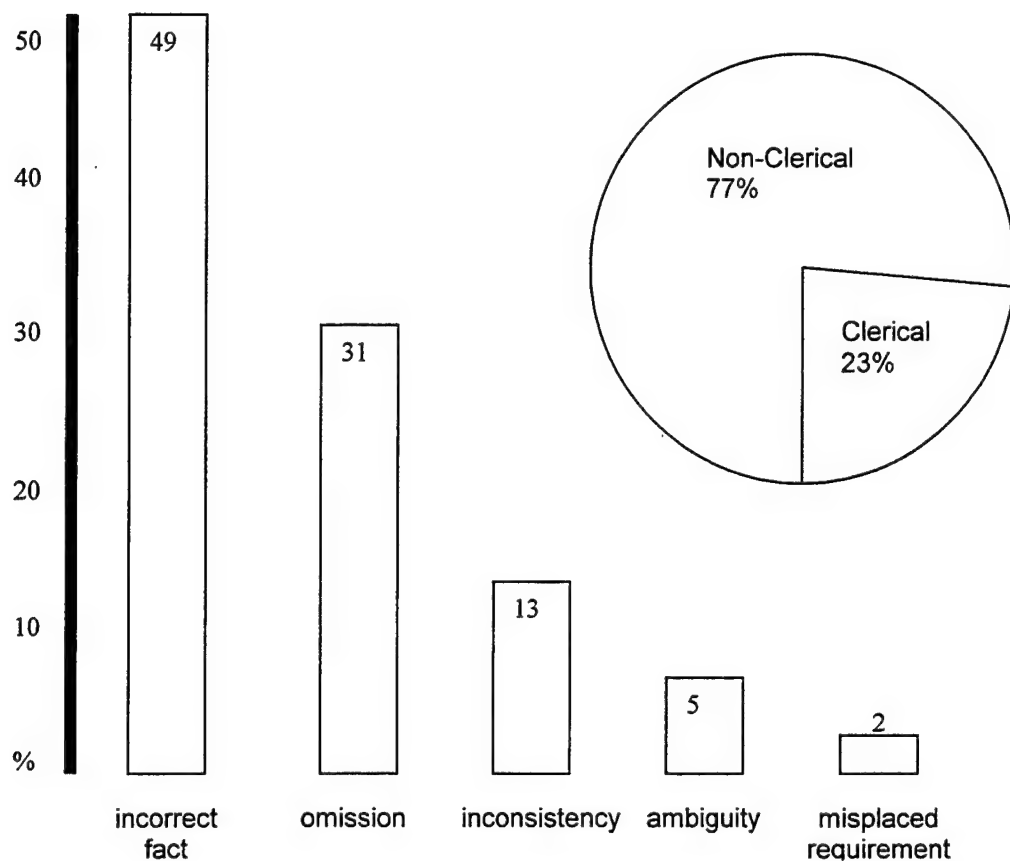 50
49
Non-Clerical
77%
40
30
31
Clerical
23%
20
10
13
5
2
%
incorrect
fact
omission
inconsistency
ambiguity
misplaced
requirement